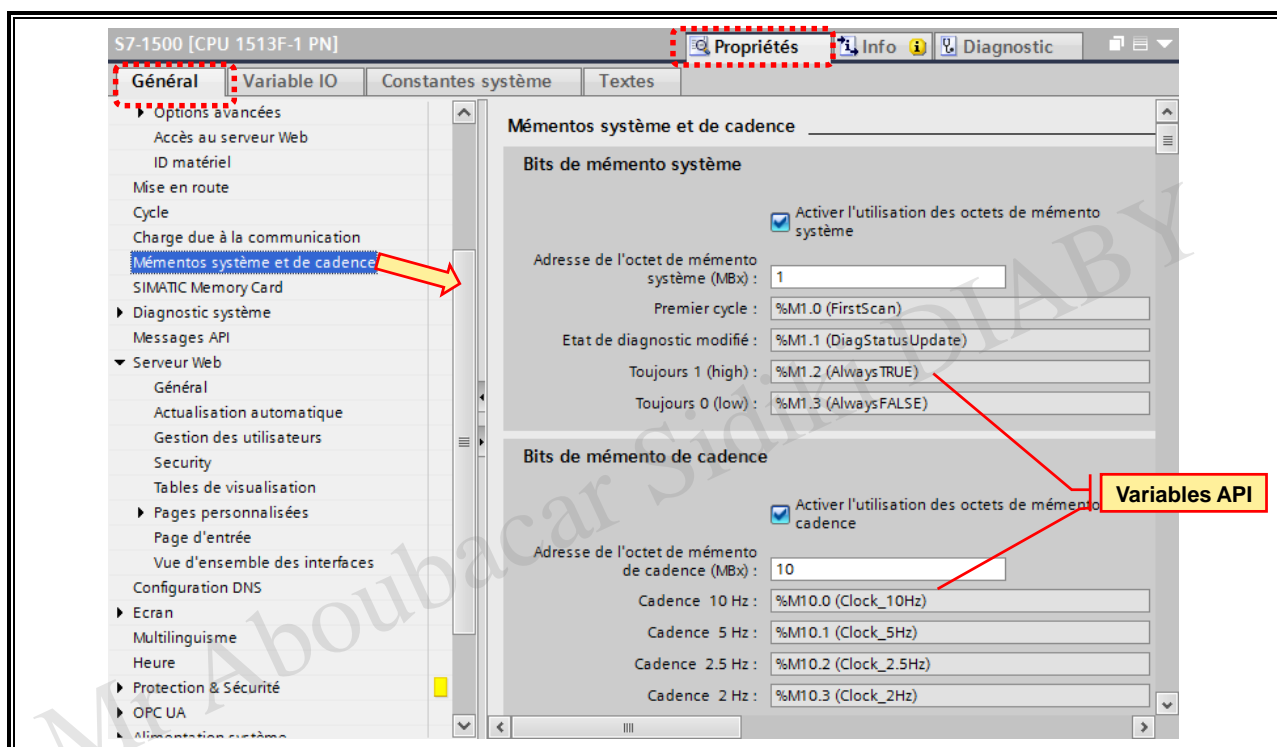 S7-1500 [CPU 1513F-1 PN]
Propriétés
Info
Diagnostic
Général
Variable IO
Constantes système
Textes
Options avancées
Accès au serveur Web
ID matériel
Mise en route
Cycle
Charge due à la communication
Mémentos système et de cadence
SIMATIC Memory Card
Diagnostic système
Messages API
Serveur Web
Général
Actualisation automatique
Gestion des utilisateurs
Security
Tables de visualisation
Pages personnalisées
Page d'entrée
Vue d'ensemble des interfaces
Configuration DNS
Ecran
Multilinguisme
Heure
Protection & Sécurité
OPC UA
Alimentation système
Mémentos système et de cadence
Bits de mémento système
Activer l'utilisation des octets de mémento
système
Adresse de l'octet de mémento
système (MBx) : 1
Premier cycle : %M1.0 (FirstScan)
Etat de diagnostic modifié : %M1.1 (DiagStatusUpdate)
Toujours 1 (high) : %M1.2 (AlwaysTRUE)
Toujours 0 (low) : %M1.3 (AlwaysFALSE)
Bits de mémento de cadence
Activer l'utilisation des octets de mémento
cadence
Adresse de l'octet de mémento
de cadence (MBx) : 10
Cadence 10 Hz : %M10.0 (Clock_10Hz)
Cadence 5 Hz : %M10.1 (Clock_5Hz)
Cadence 2.5 Hz : %M10.2 (Clock_2.5Hz)
Cadence 2 Hz : %M10.3 (Clock_2Hz)
Variables API
Mr Aboubacar Sidiki DIABY